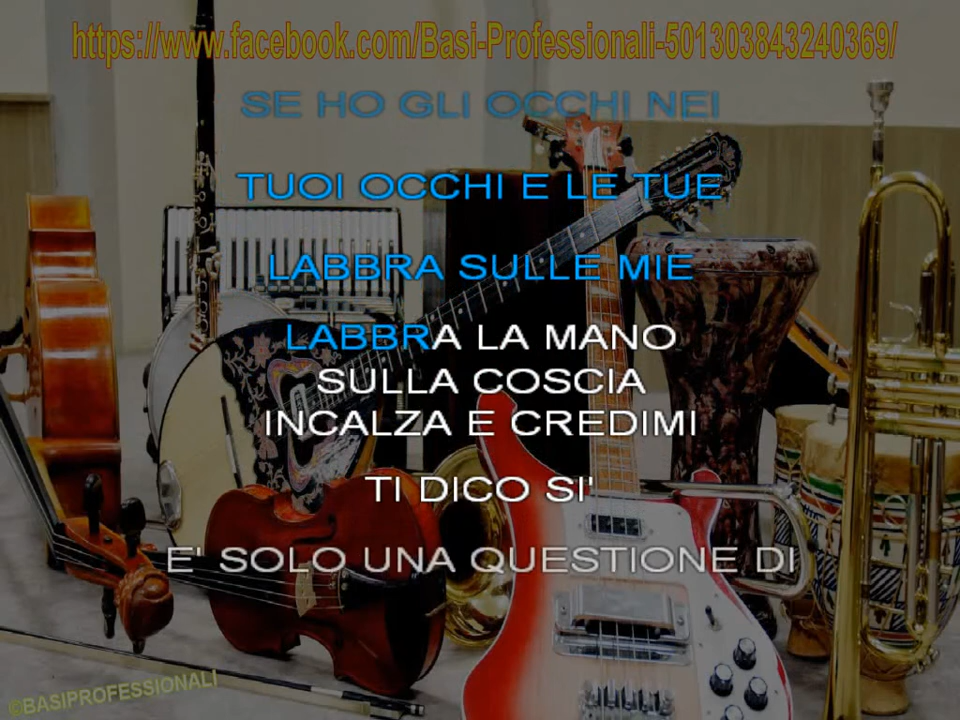 https://www.facebook.com/Basi-Professionali-501303843240369/
SE HO GLI OCCHI NEI
TUOI OCCHI E LE TUE
LABBRA SULLE MIE
LABBRA LA MANO
SULLA COSCIA
INCALZA E CREDIMI
TI DICO SI'
E' SOLO UNA QUESTIONE DI
©BASIPROFESSIONALI